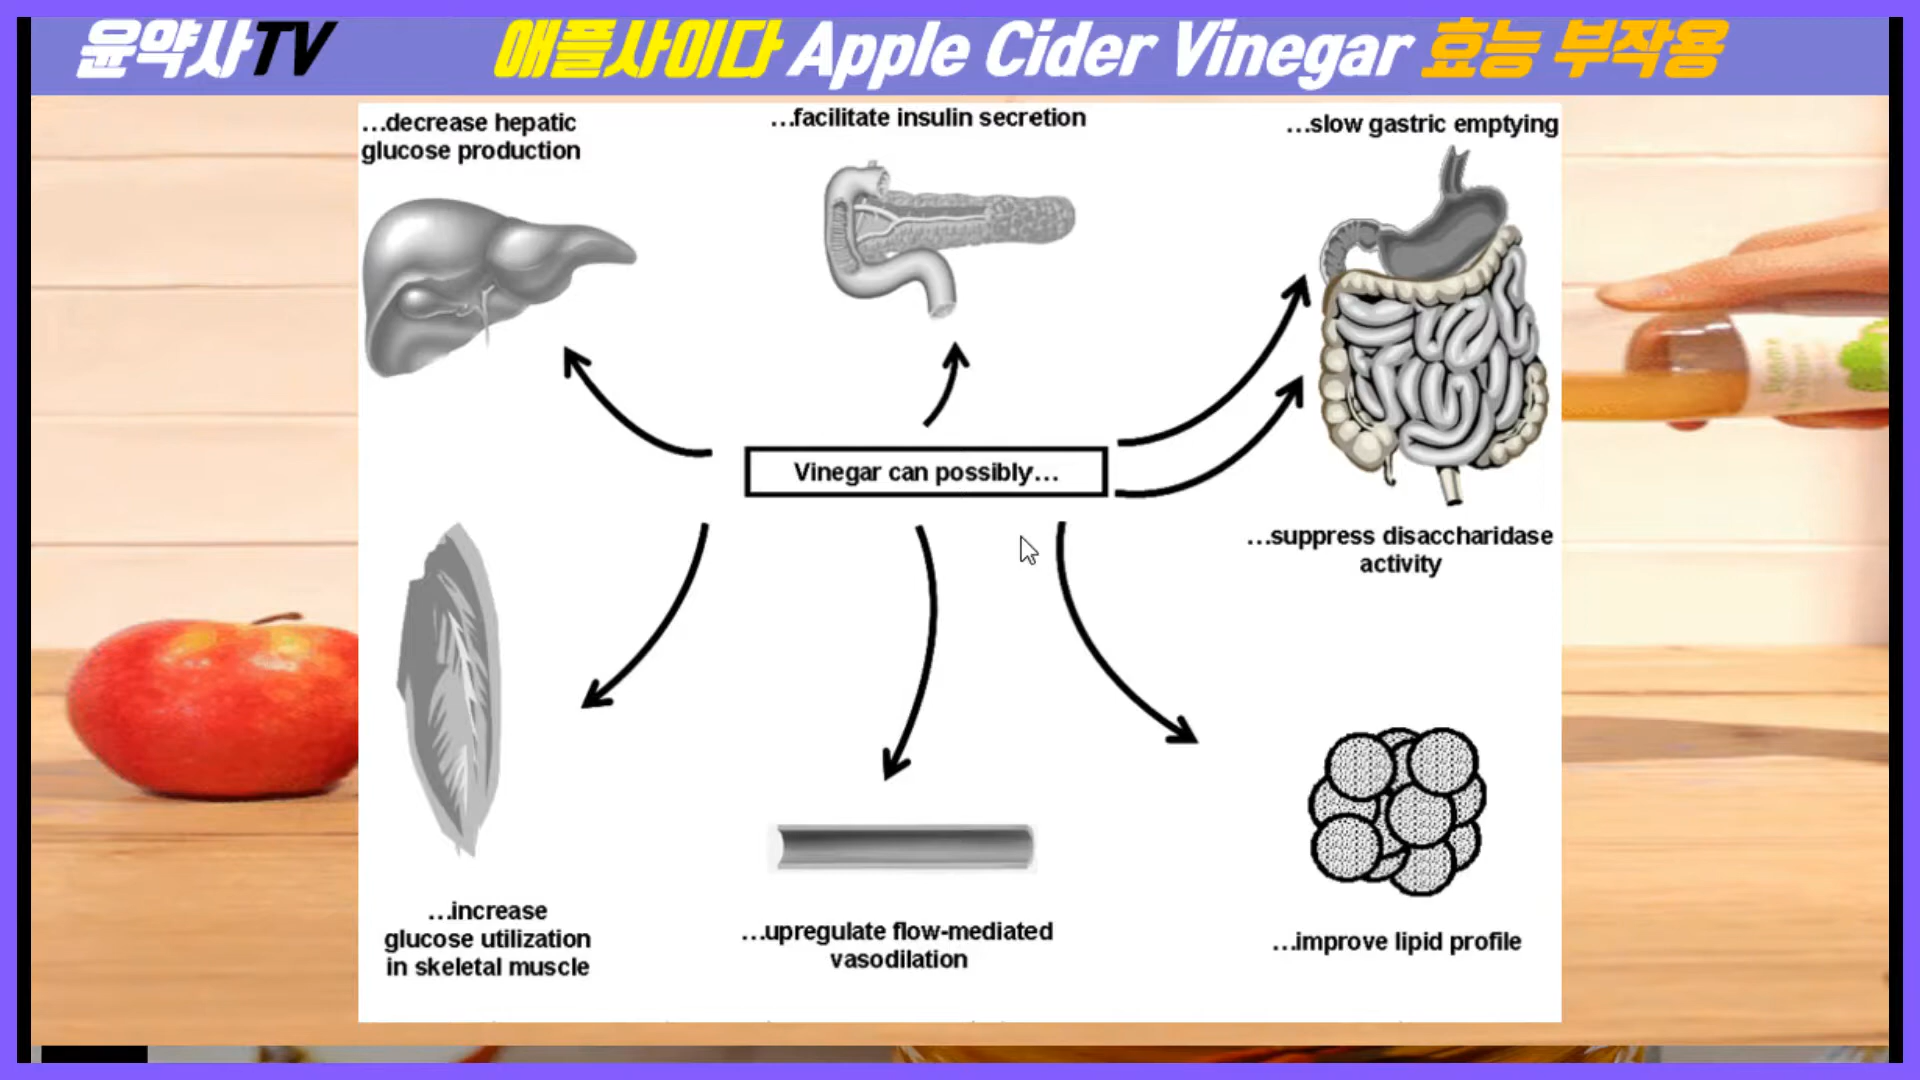 윤약사TV
애플사이다 Apple Cider Vinegar 효능 부작용
...decrease hepatic
glucose production
...facilitate insulin secretion
...slow gastric emptying
Vinegar can possibly...
...suppress disaccharidase
activity
...increase
glucose utilization
in skeletal muscle
...upregulate flow-mediated
vasodilation
...improve lipid profile